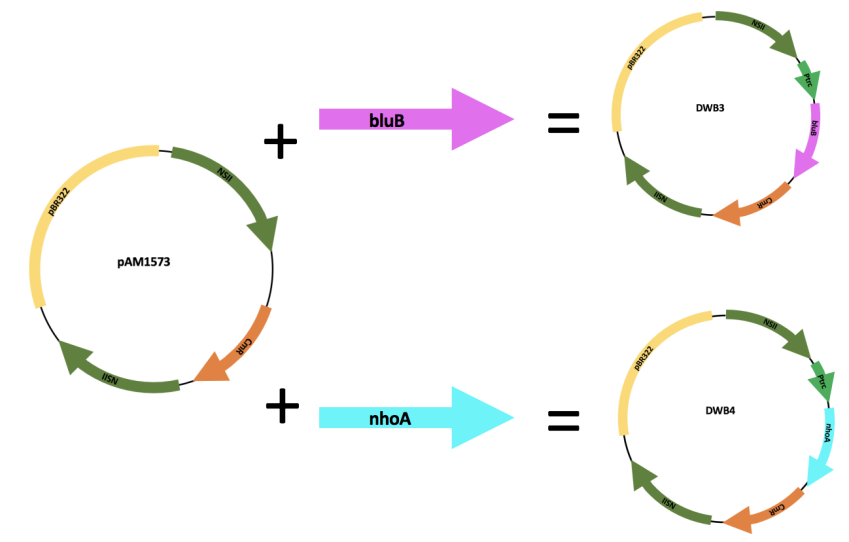 pBR322
NSII
pAM1573
CmR
NSII
+
bluB
=
pBR322
NSII
Ptrc
DWB3
bluB
CmR
NSII
+
nhoA
=
pBR322
NSII
Ptrc
DWB4
nhoA
CmR
NSII